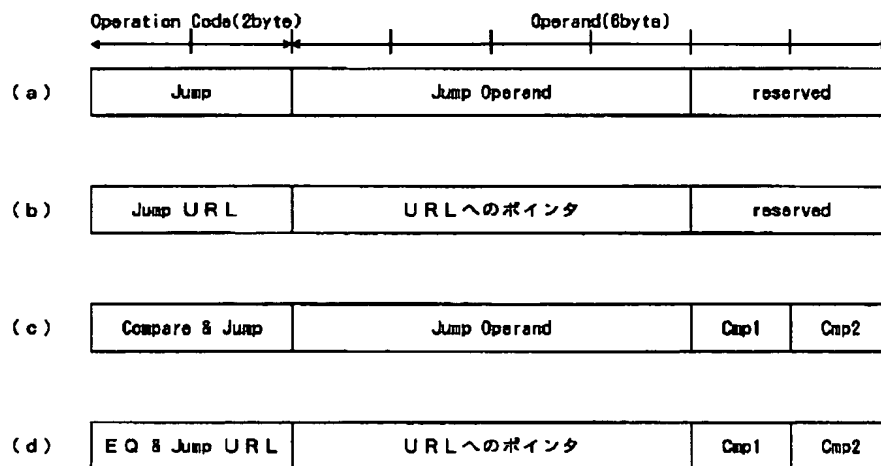 Operation Code(2byte) Operand(6byte)
(a) Jump Jump Operand reserved
(b) Jump URL URLへのポインタ reserved
(c) Compare & Jump Jump Operand Cmp1 Cmp2
(d) EQ & Jump URL URLへのポインタ Cmp1 Cmp2